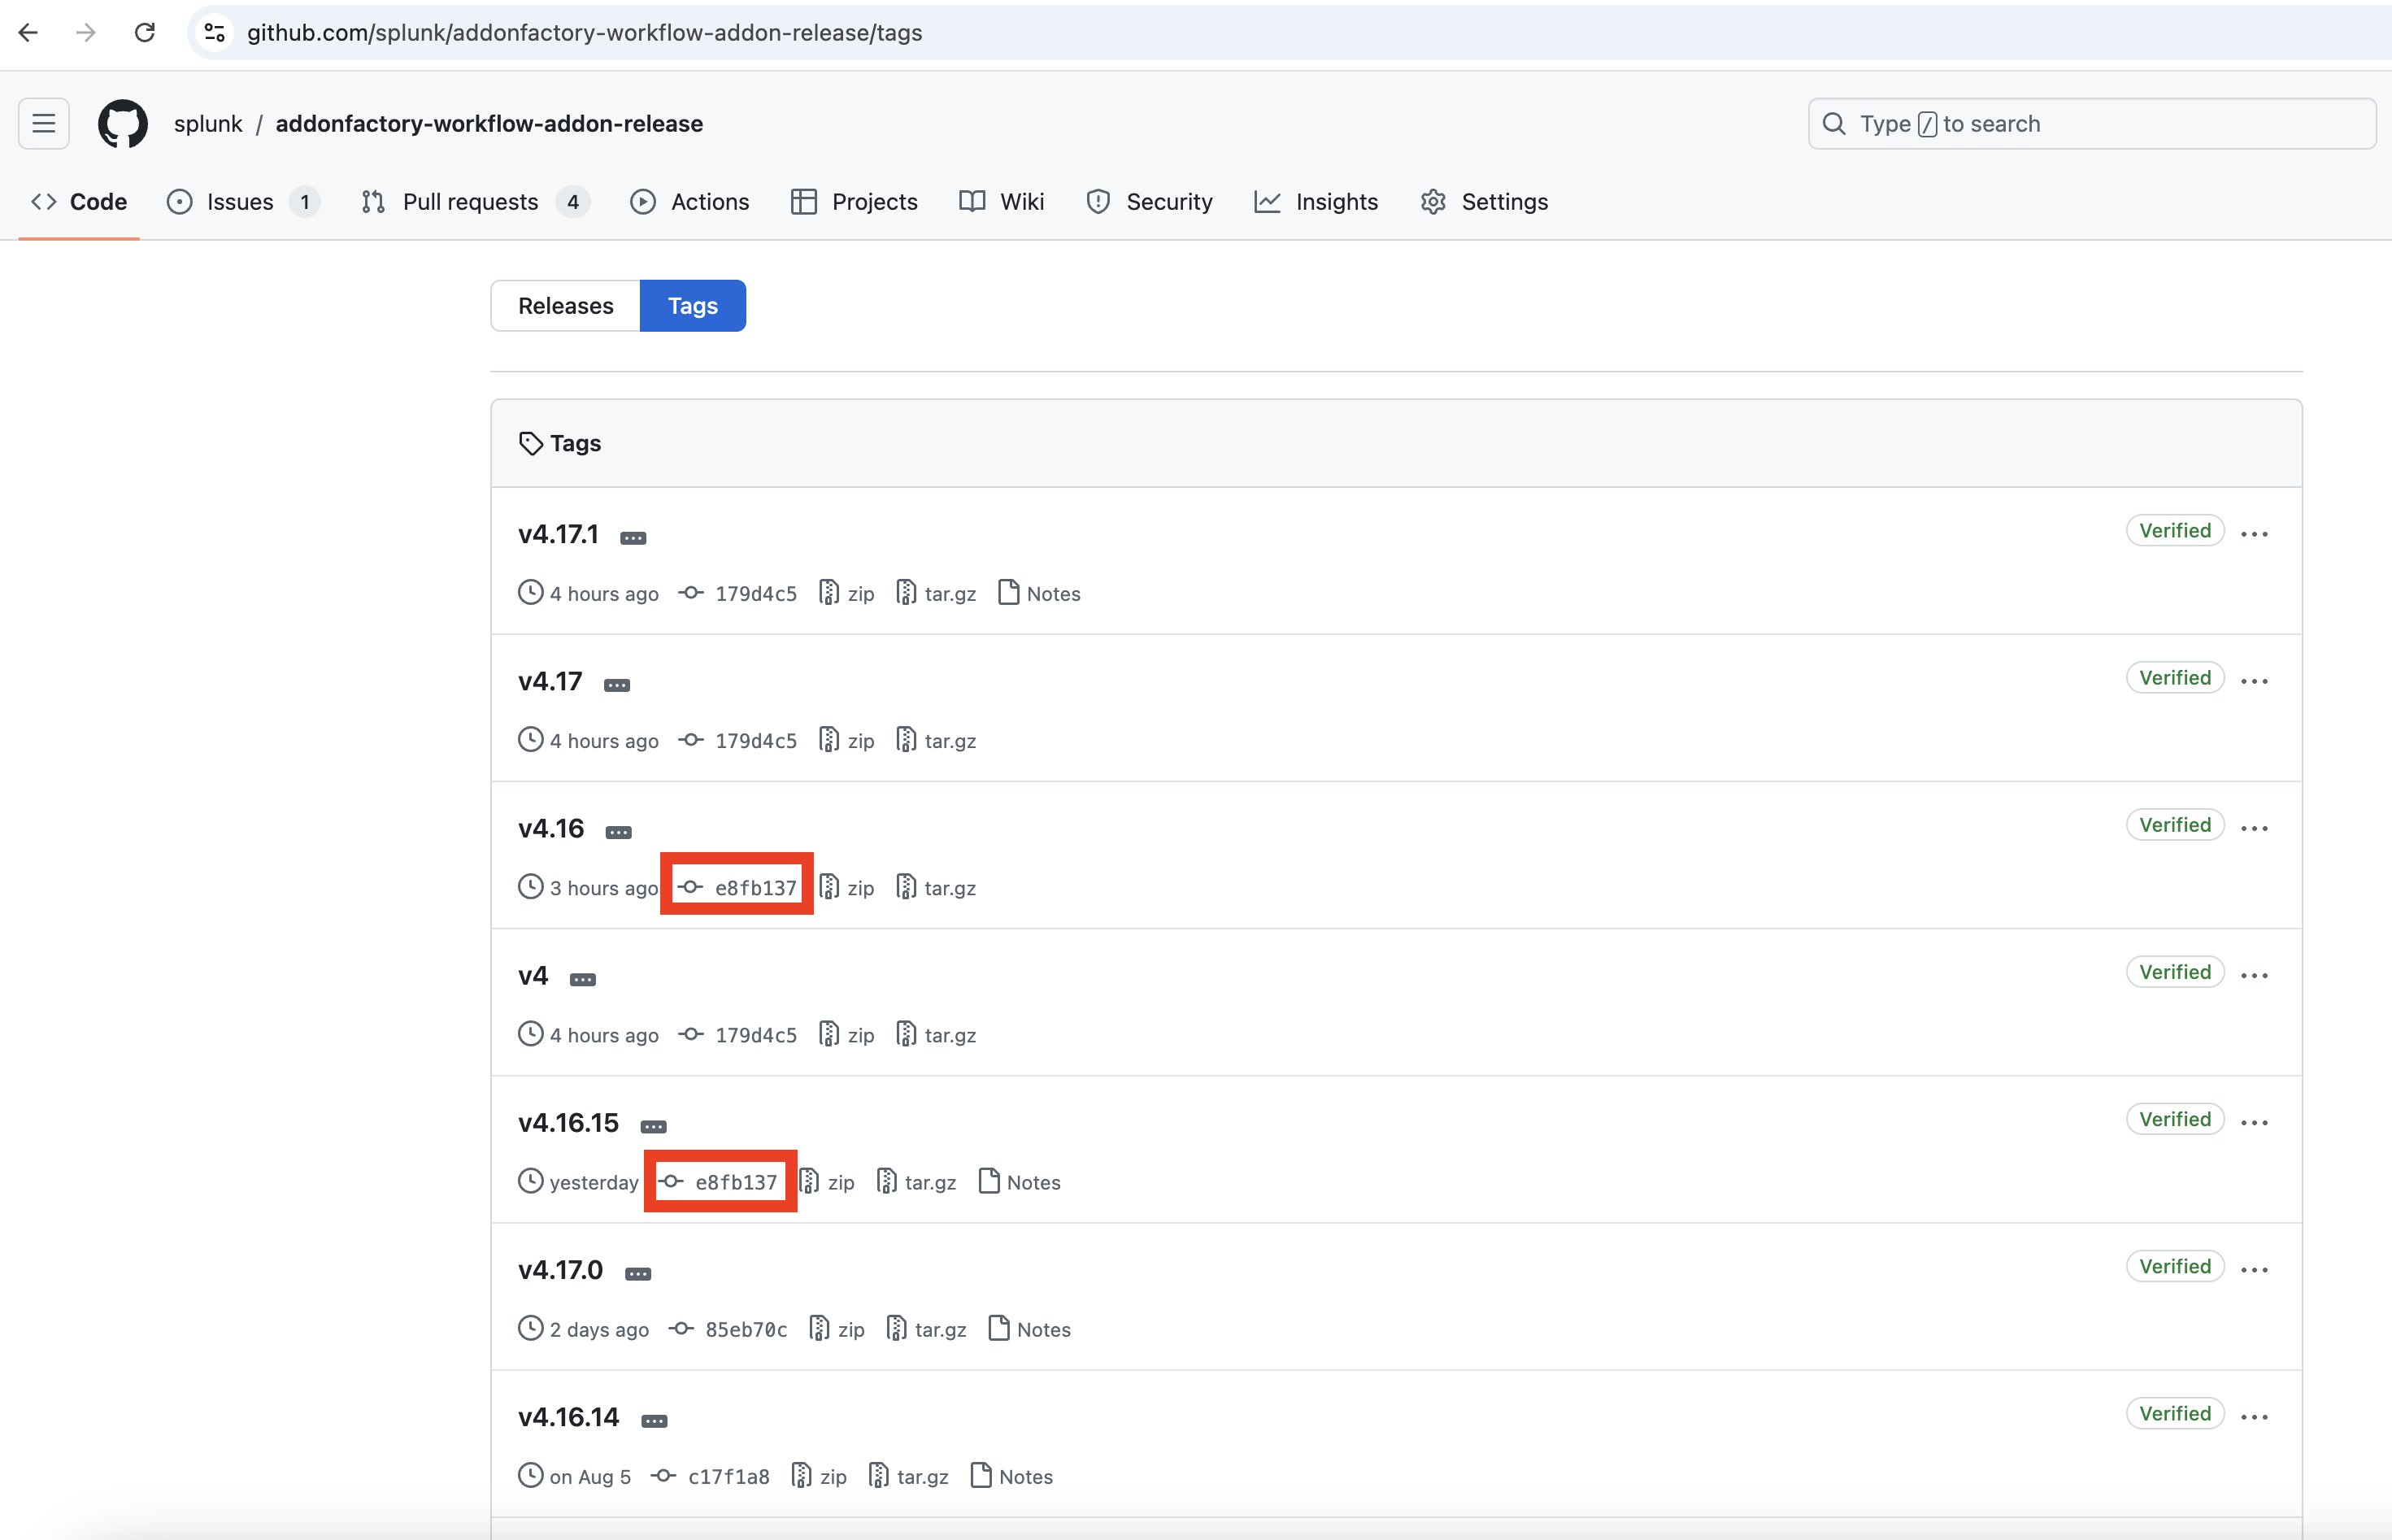 github.com/splunk/addonfactory-workflow-addon-release/tags
splunk / addonfactory-workflow-addon-release
Type / to search
Code Issues 1 Pull requests 4 Actions Projects Wiki Security Insights Settings
Releases Tags
Tags
v4.17.1 Verified
4 hours ago 179d4c5 zip tar.gz Notes
v4.17 Verified
4 hours ago 179d4c5 zip tar.gz
v4.16 Verified
3 hours ago e8fb137 zip tar.gz
v4 Verified
4 hours ago 179d4c5 zip tar.gz
v4.16.15 Verified
yesterday e8fb137 zip tar.gz Notes
v4.17.0 Verified
2 days ago 85eb70c zip tar.gz Notes
v4.16.14 Verified
on Aug 5 c17f1a8 zip tar.gz Notes